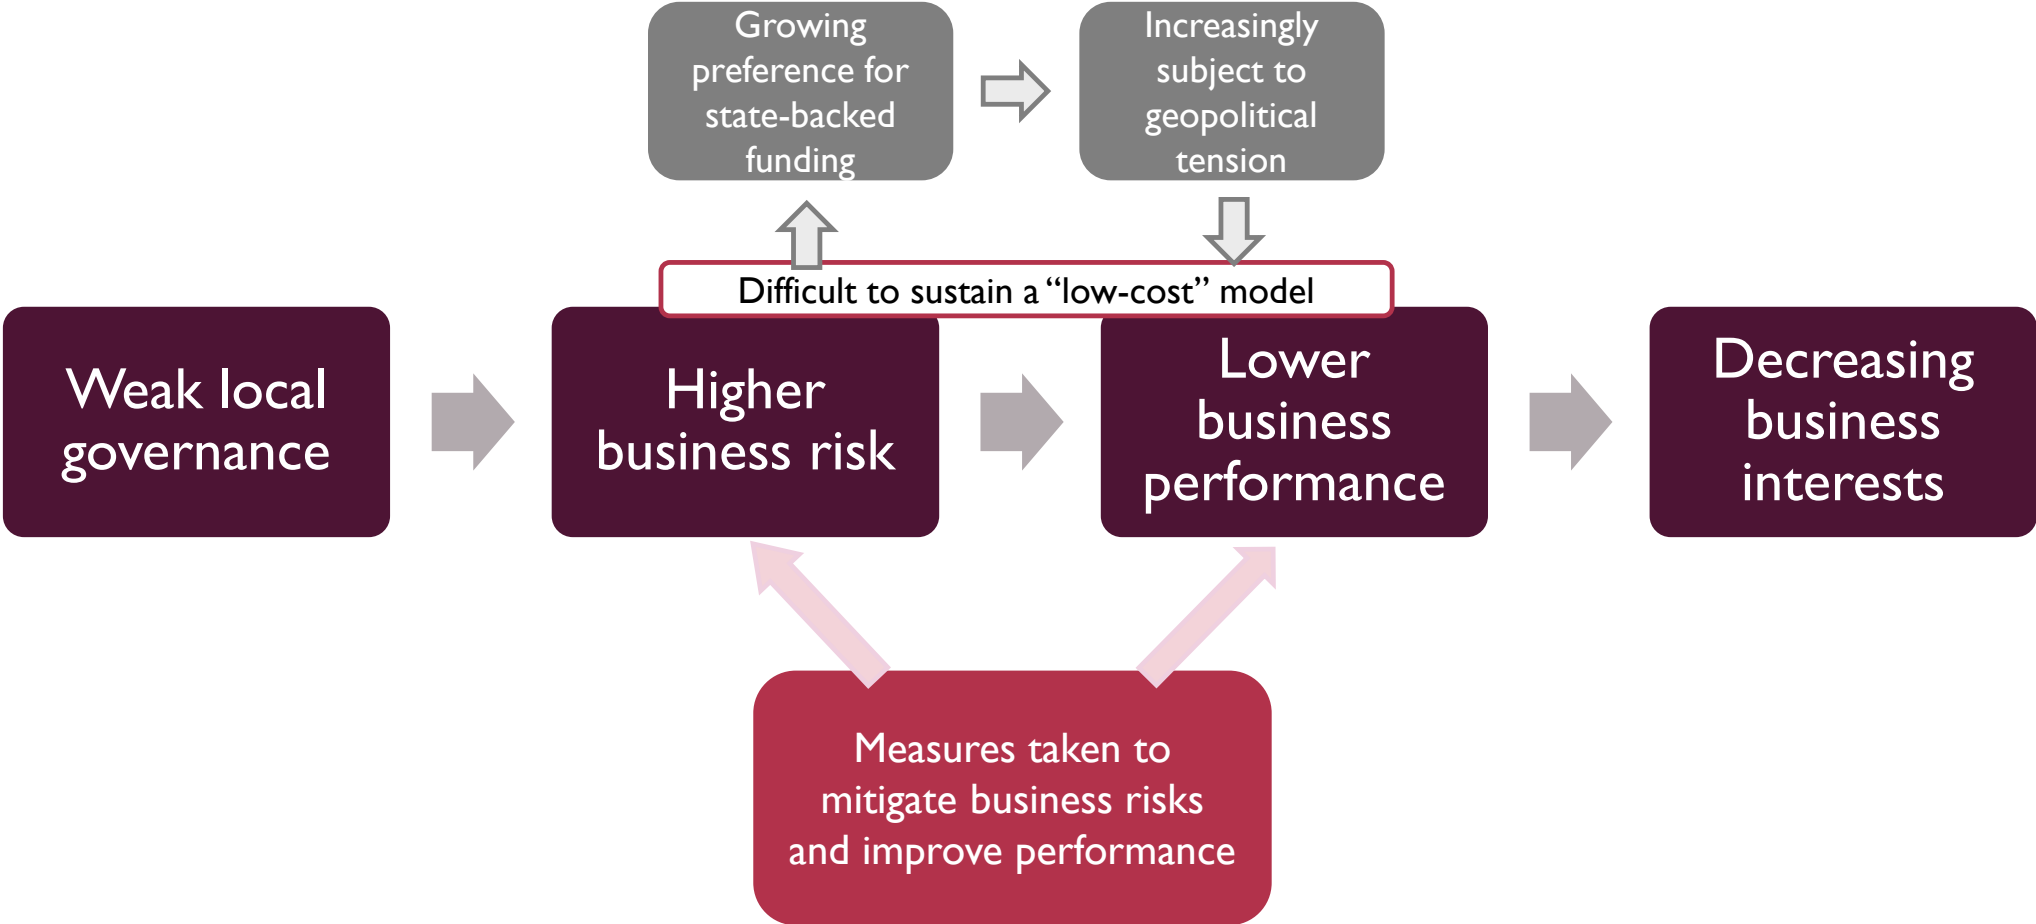 Growing
preference for
state-backed
funding
Increasingly
subject to
geopolitical
tension
Difficult to sustain a “low-cost” model
Weak local
governance
Higher
business risk
Lower
business
performance
Decreasing
business
interests
Measures taken to
mitigate business risks
and improve performance